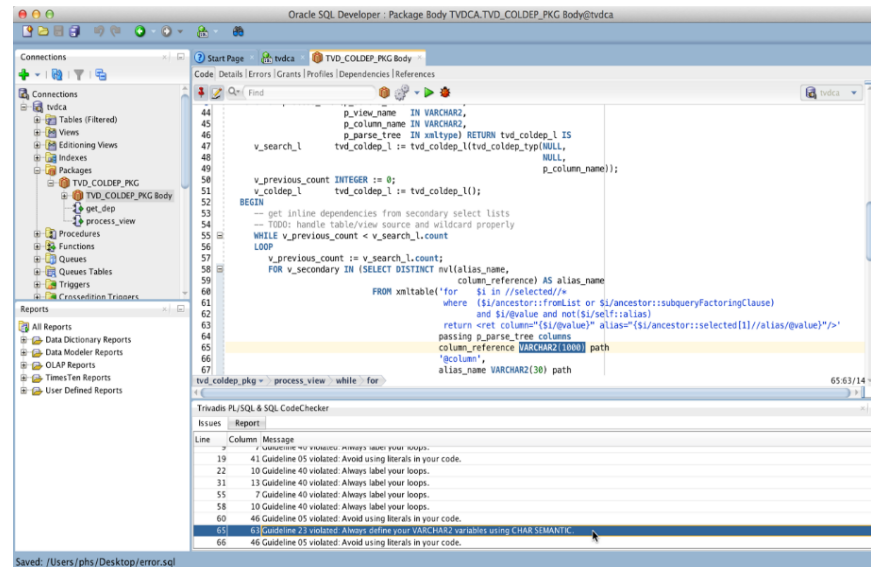 Oracle SQL Developer : Package Body TVDCA.TVD_COLDEP_PKG Body@tvdca
Connections
Connections
tvdca
Tables (Filtered)
Views
Editioning Views
Indexes
Packages
TVD_COLDEP_PKG
TVD_COLDEP_PKG Body
get_dep
process_view
Procedures
Functions
Queues
Queues Tables
Triggers
Crossedition Triggers
Reports
All Reports
Data Dictionary Reports
Data Modeler Reports
OLAP Reports
TimesTen Reports
User Defined Reports
Start Page tvdca TVD_COLDEP_PKG Body
Code Details Errors Grants Profiles Dependencies References
Find tvdca
44 p_view_name IN VARCHAR2,
45 p_column_name IN VARCHAR2,
46 p_parse_tree IN xmltype) RETURN tvd_coldep_l IS
47 v_search_l tvd_coldep_l := tvd_coldep_l(tvd_coldep_typ(NULL,
48 NULL,
49 p_column_name));
50 v_previous_count INTEGER := 0;
51 v_coldep_l tvd_coldep_l := tvd_coldep_l();
52 BEGIN
53 -- get inline dependencies from secondary select lists
54 -- TODO: handle table/view source and wildcard properly
55 WHILE v_previous_count < v_search_l.count
56 LOOP
57 v_previous_count := v_search_l.count;
58 FOR v_secondary IN (SELECT DISTINCT nvl(alias_name,
59 column_reference) AS alias_name
60 FROM xmltable('for $i in //selected//*
61 where ($i/ancestor::fromList or $i/ancestor::subqueryFactoringClause)
62 and $i/@value and not($i/self::alias)
63 return <ret column="{$i/@value}" alias="{$i/ancestor::selected[1]//alias/@value}"/>'
64 passing p_parse_tree columns
65 column_reference VARCHAR2(1000) path
66 '@column',
67 alias_name VARCHAR2(30) path
tvd_coldep_pkg process_view while for 65:63/14
Trivadis PL/SQL & SQL CodeChecker
Issues Report
Line Column Message
9 7 Guideline 40 violated: Always label your loops.
19 41 Guideline 05 violated: Avoid using literals in your code.
22 10 Guideline 40 violated: Always label your loops.
31 13 Guideline 40 violated: Always label your loops.
55 7 Guideline 40 violated: Always label your loops.
58 10 Guideline 40 violated: Always label your loops.
60 46 Guideline 05 violated: Avoid using literals in your code.
65 63 Guideline 23 violated: Always define your VARCHAR2 variables using CHAR SEMANTIC.
66 46 Guideline 05 violated: Avoid using literals in your code.
Saved: /Users/phs/Desktop/error.sql